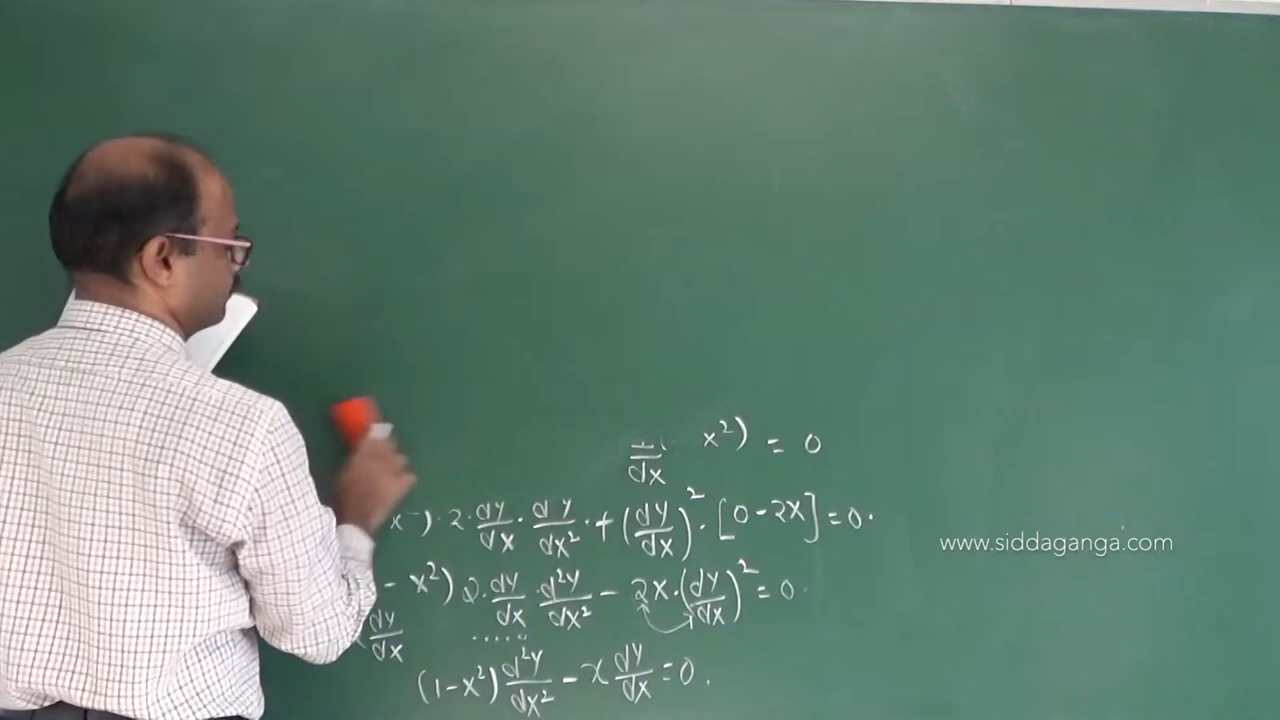 d/dx x²) = 0
x²)·2·dy/dx·d y/dx²·+(dy/dx)²·[0-2x]=0·
- x²) 2·dy/dx·d²y/dx² - 2x·(dy/dx)²=0·
dy/dx .....
(1-x²) d²y/dx² - x dy/dx=0.
www.siddaganga.com